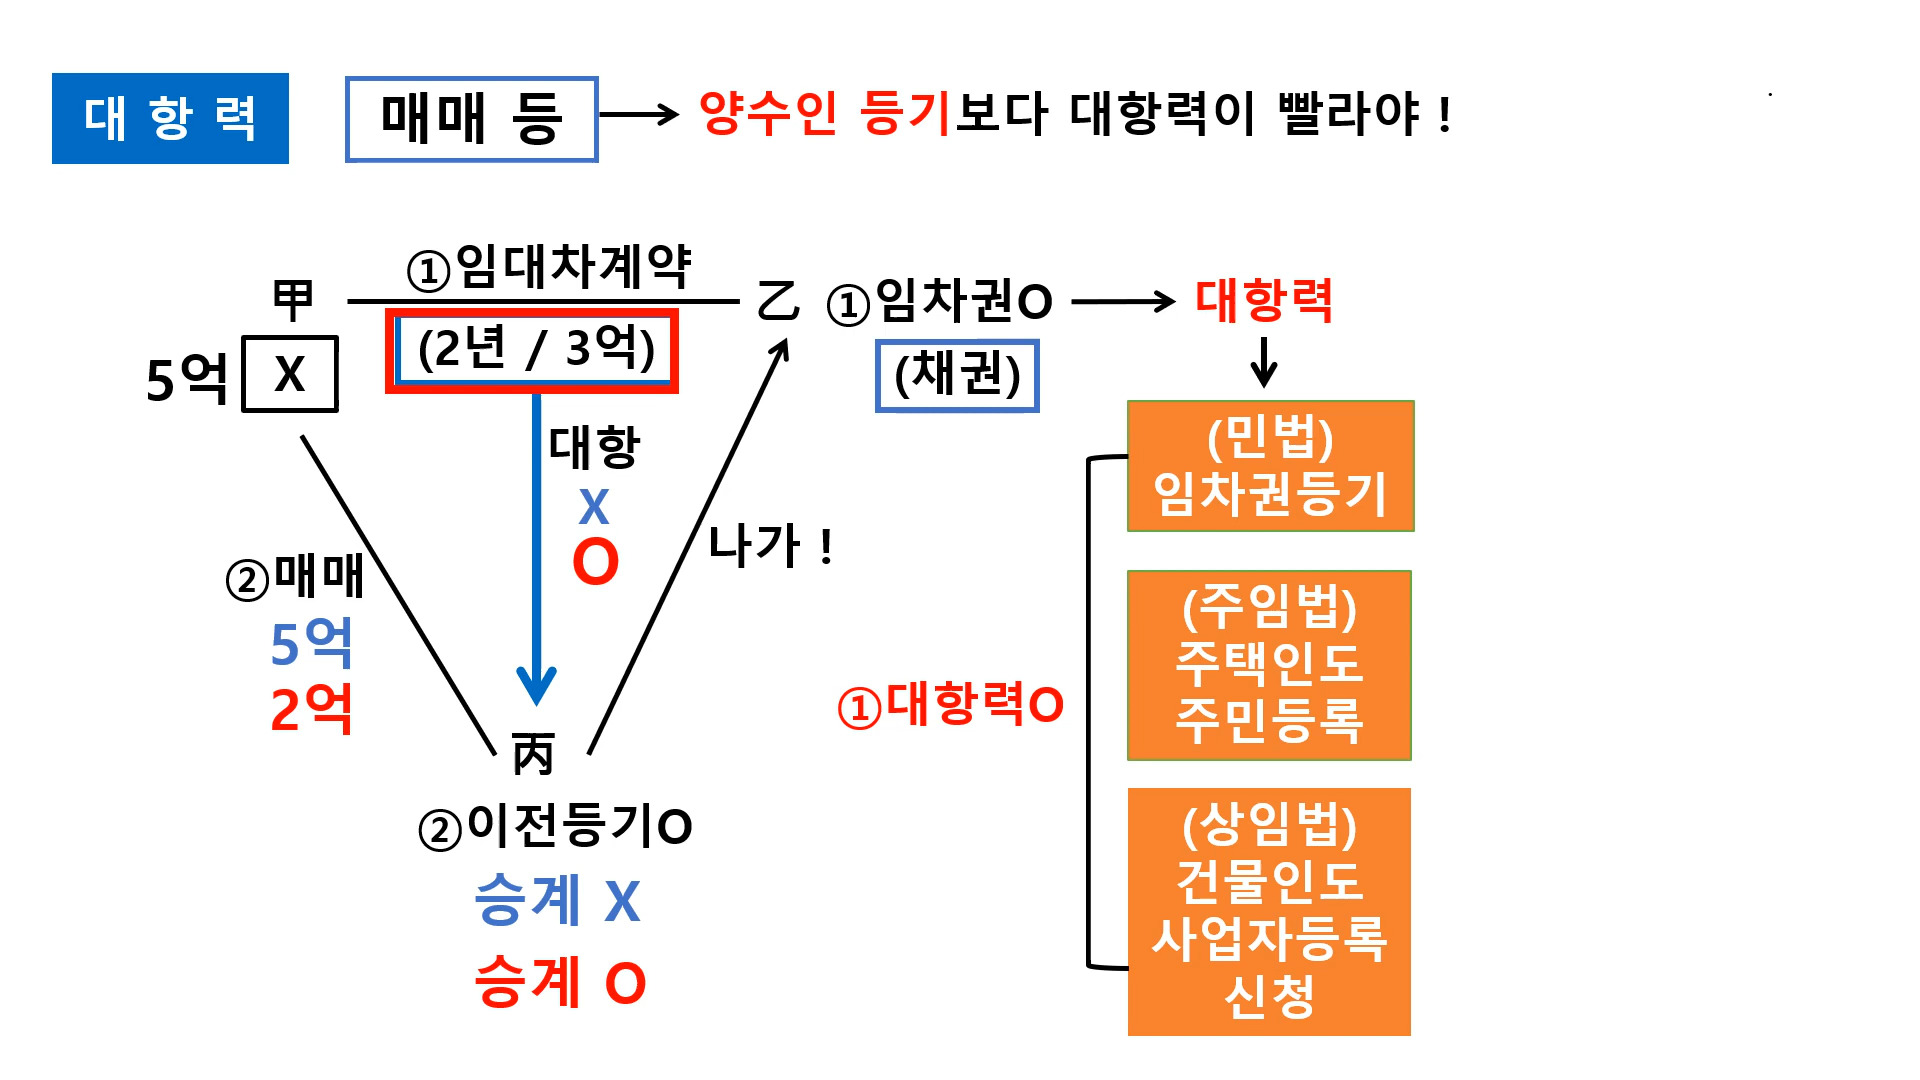 대 항 력
매매 등
양수인 등기보다 대항력이 빨라야 !
①임대차계약
甲
乙
①임차권O
대항력
(2년 / 3억)
5억
X
(채권)
대항
X
O
나가 !
②매매
5억
2억
丙
②이전등기O
승계 X
승계 O
①대항력O
(민법)
임차권등기
(주임법)
주택인도
주민등록
(상임법)
건물인도
사업자등록
신청